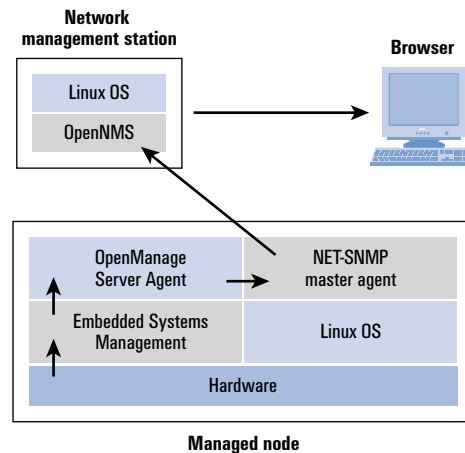 Network
management station
Browser
Linux OS
OpenNMS
OpenManage
Server Agent
NET-SNMP
master agent
Embedded Systems
Management
Linux OS
Hardware
Managed node